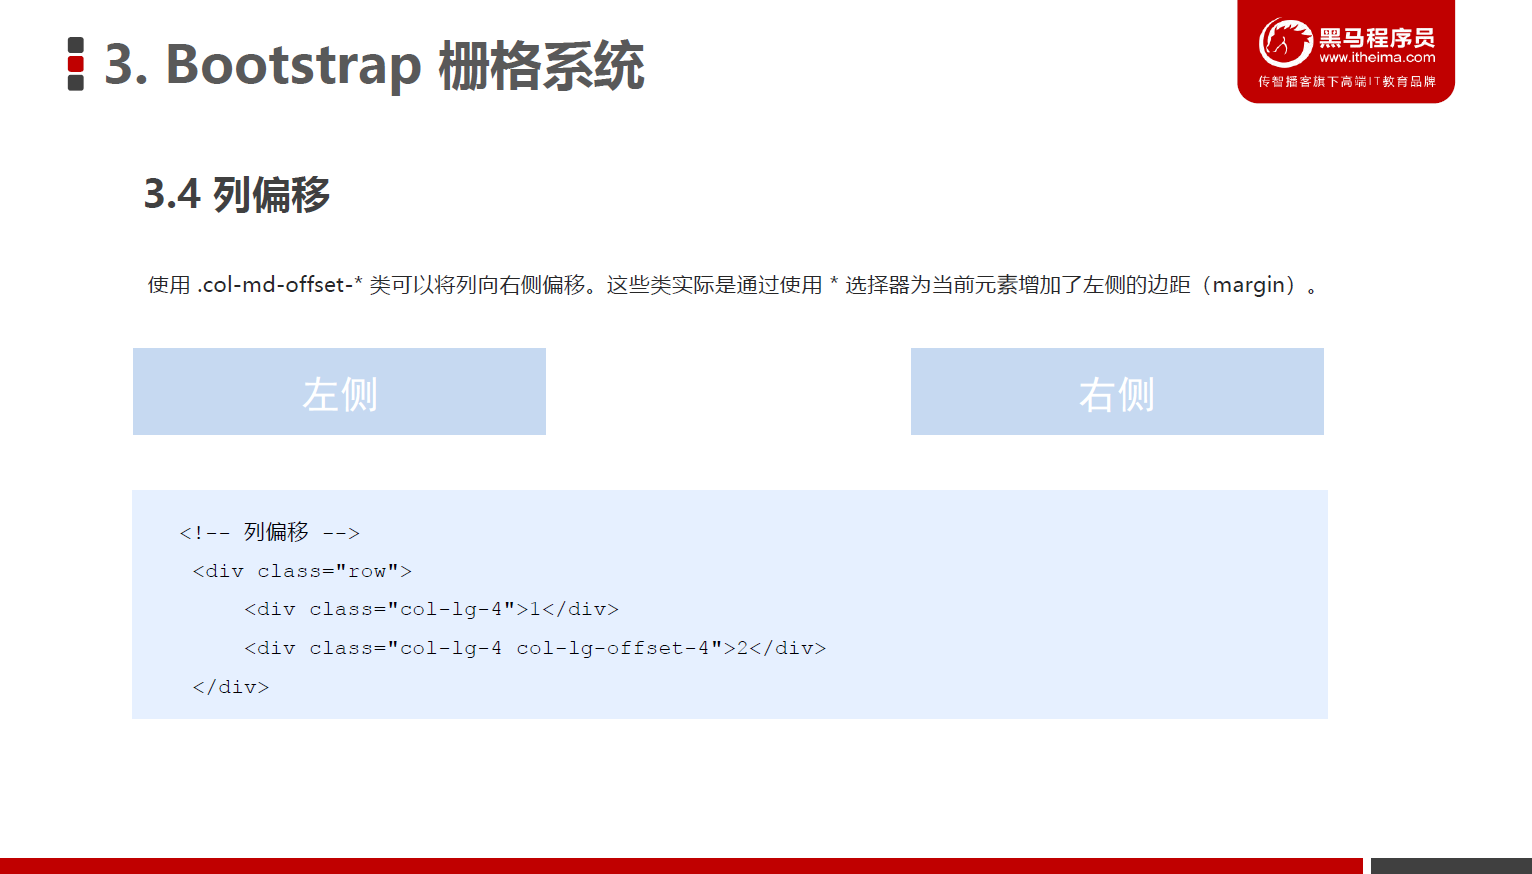 3. Bootstrap 栅格系统
黑马程序员
www.itheima.com
传智播客旗下高端IT教育品牌
3.4 列偏移
使用 .col-md-offset-* 类可以将列向右侧偏移。这些类实际是通过使用 * 选择器为当前元素增加了左侧的边距（margin）。
左侧
右侧
<!-- 列偏移 -->
<div class="row">
<div class="col-lg-4">1</div>
<div class="col-lg-4 col-lg-offset-4">2</div>
</div>